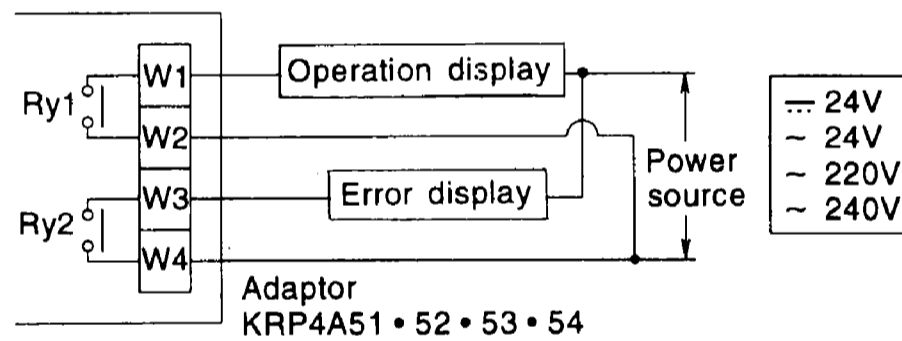 Ry1
W1
W2
Ry2
W3
W4
Operation display
Error display
Power
source
⎓ 24V
~ 24V
~ 220V
~ 240V
Adaptor
KRP4A51 • 52 • 53 • 54